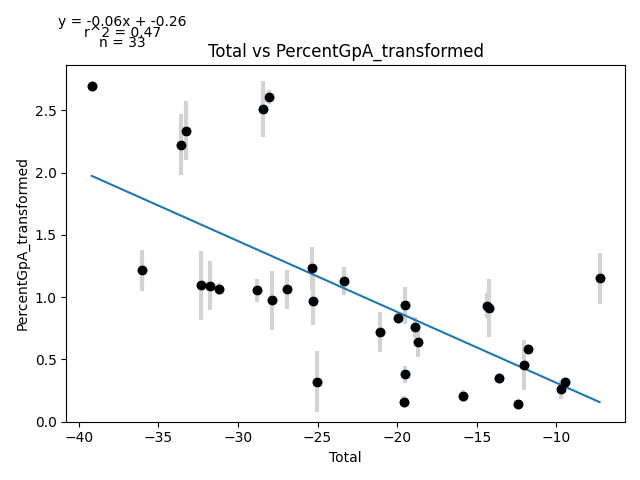 y = -0.06x + -0.26
r^2 = 0.47
n = 33
Total vs PercentGpA_transformed
PercentGpA_transformed
2.5
2.0
1.5
1.0
0.5
0.0
−40 −35 −30 −25 −20 −15 −10
Total